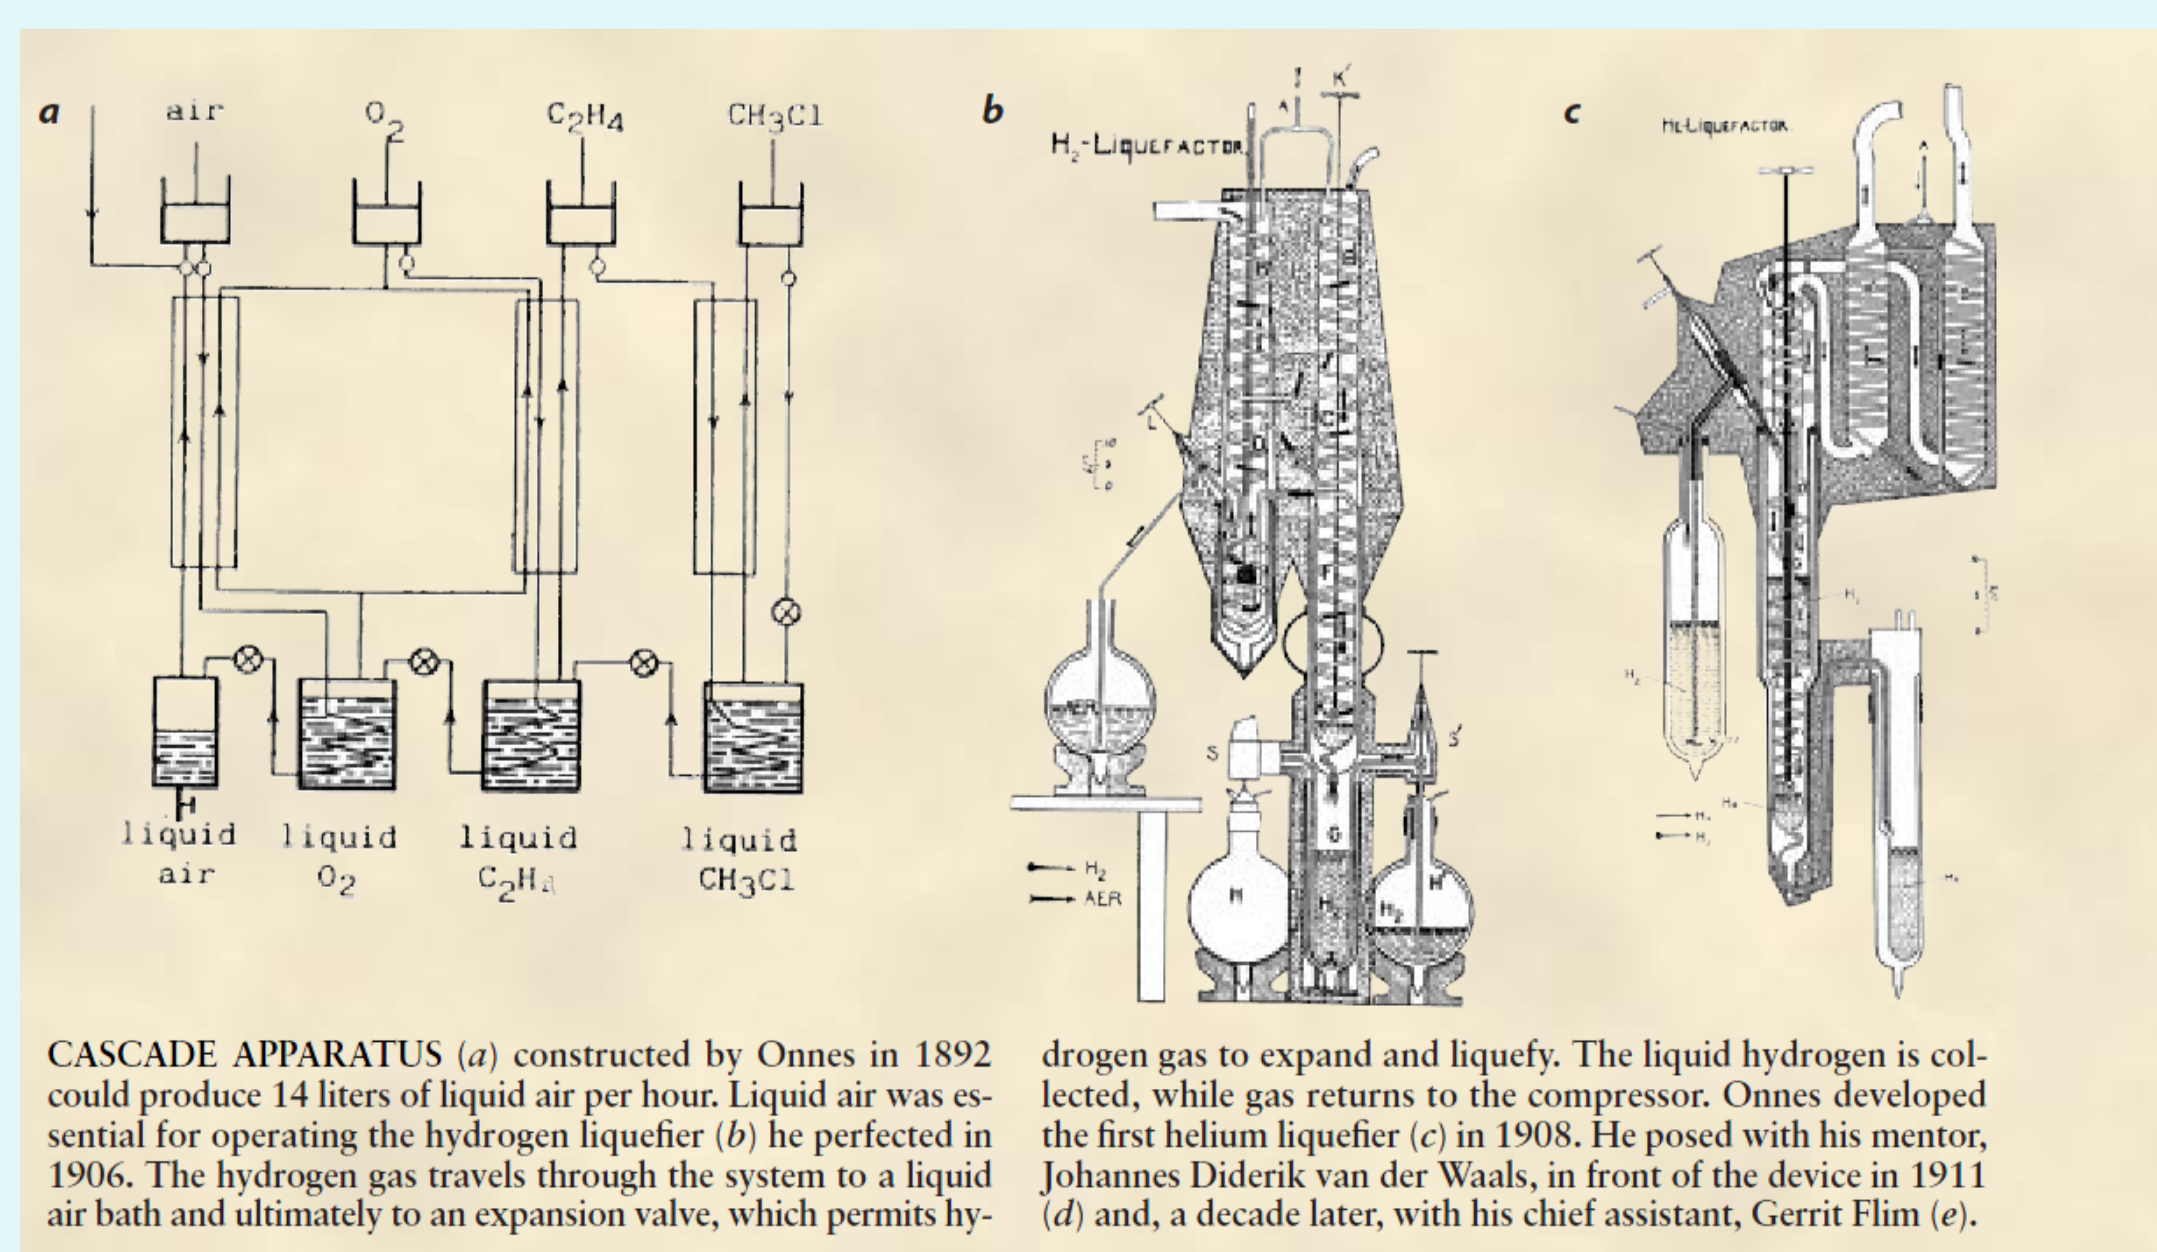 a
air
O2
C2H4
CH3Cl
liquid air
liquid O2
liquid C2H4
liquid CH3Cl
b
K'
A
H2-LIQUEFACTOR
B
C
D
F
L
10
0
AER
S
S'
G
H
H'
H2
H2
H2
AER
c
HE-LIQUEFACTOR
A
H2
He
CASCADE APPARATUS (a) constructed by Onnes in 1892
could produce 14 liters of liquid air per hour. Liquid air was es-
sential for operating the hydrogen liquefier (b) he perfected in
1906. The hydrogen gas travels through the system to a liquid
air bath and ultimately to an expansion valve, which permits hy-
drogen gas to expand and liquefy. The liquid hydrogen is col-
lected, while gas returns to the compressor. Onnes developed
the first helium liquefier (c) in 1908. He posed with his mentor,
Johannes Diderik van der Waals, in front of the device in 1911
(d) and, a decade later, with his chief assistant, Gerrit Flim (e).